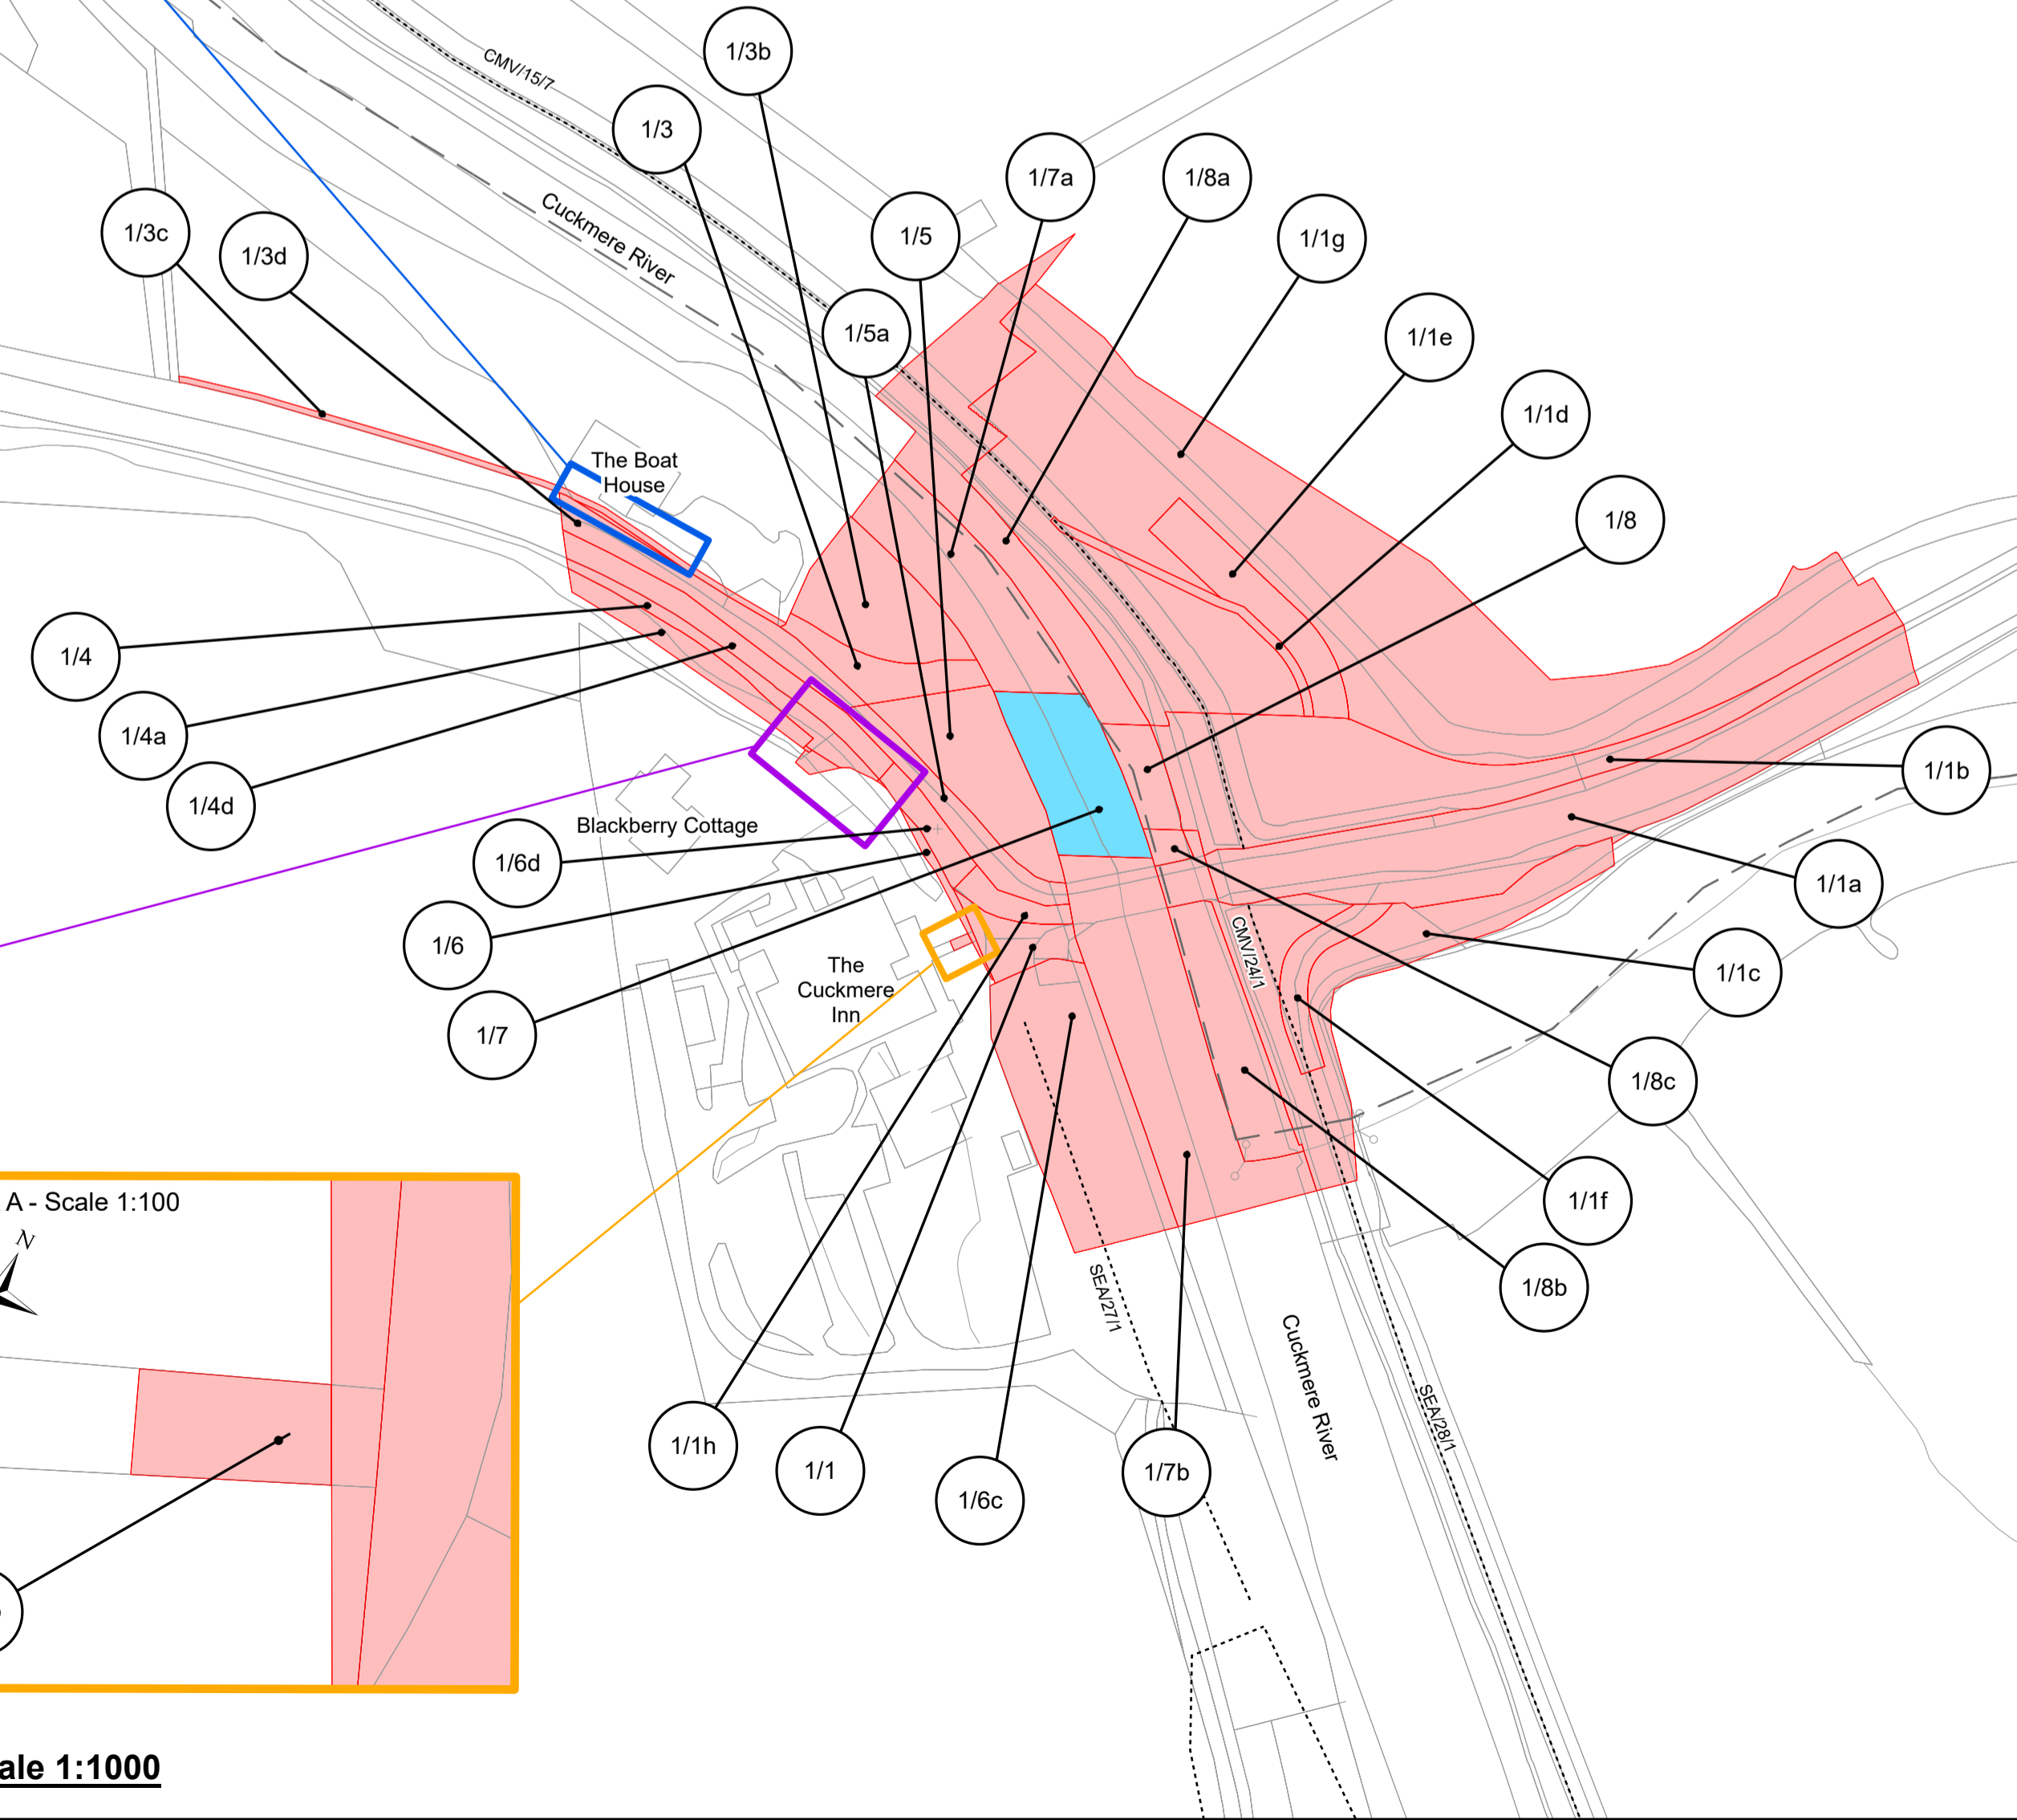 1/3b
CMV/15/7
1/3
1/7a
1/8a
1/3c
1/3d
Cuckmere River
1/5
1/1g
1/5a
1/1e
1/1d
The Boat
House
1/8
1/4
1/4a
1/4d
1/1b
Blackberry Cottage
1/6d
1/1a
1/6
CMV/24/1
The
Cuckmere
Inn
1/1c
1/7
1/8c
A - Scale 1:100
N
1/1f
1/8b
SEA/27/1
Cuckmere River
SEA/28/1
1/1h
1/1
1/6c
1/7b
ale 1:1000